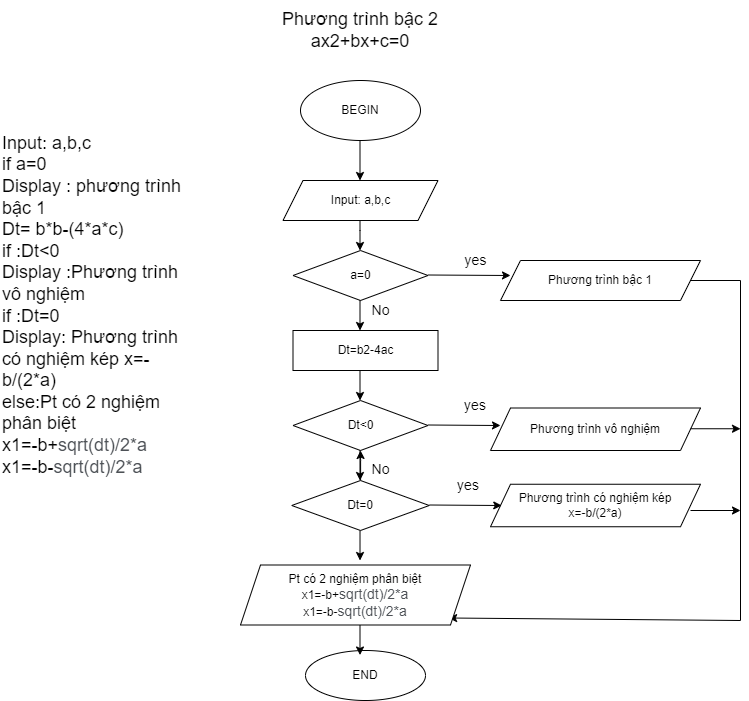 Phương trình bậc 2
ax2+bx+c=0
Input: a,b,c
if a=0
Display : phương trình
bậc 1
Dt= b*b-(4*a*c)
if :Dt<0
Display :Phương trình
vô nghiệm
if :Dt=0
Display: Phương trình
có nghiệm kép x=-
b/(2*a)
else:Pt có 2 nghiệm
phân biệt
x1=-b+sqrt(dt)/2*a
x1=-b-sqrt(dt)/2*a
BEGIN
Input: a,b,c
a=0
yes
Phương trình bậc 1
No
Dt=b2-4ac
Dt<0
yes
Phương trình vô nghiệm
No
Dt=0
yes
Phương trình có nghiệm kép
x=-b/(2*a)
Pt có 2 nghiệm phân biệt
x1=-b+sqrt(dt)/2*a
x1=-b-sqrt(dt)/2*a
END